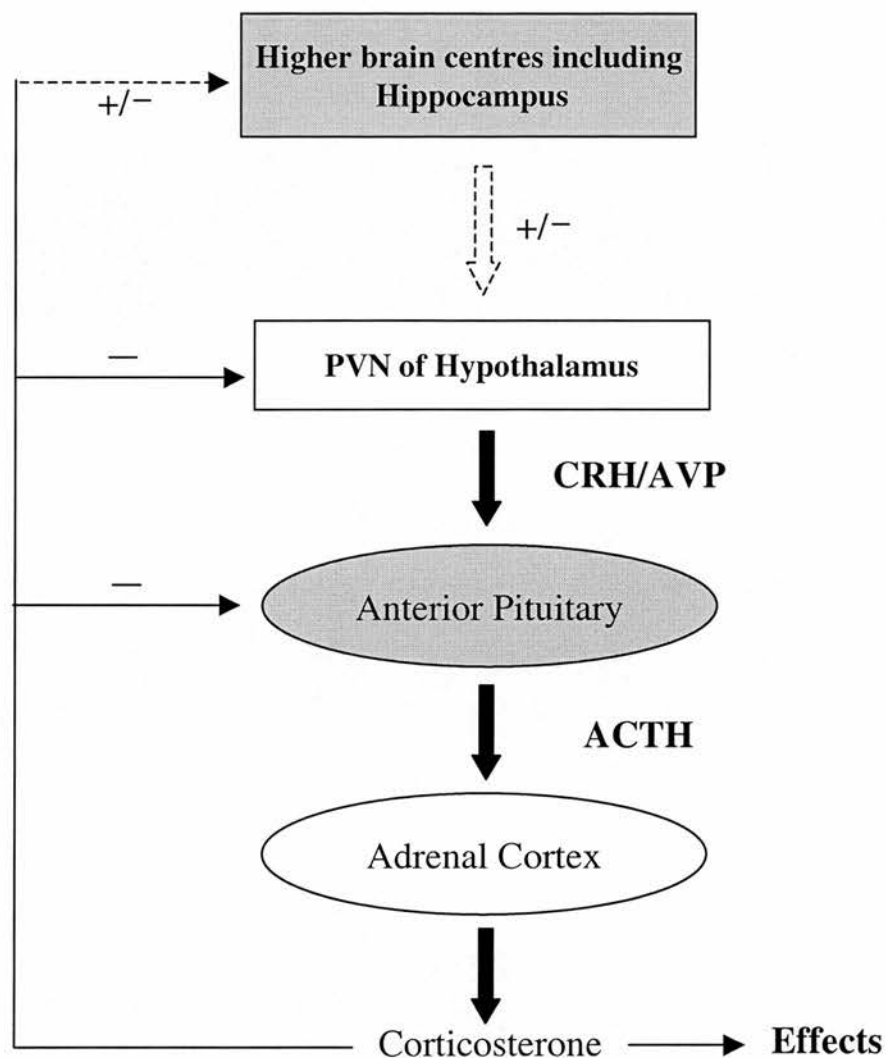 Higher brain centres including
Hippocampus
+/−
+/−
−
PVN of Hypothalamus
CRH/AVP
−
Anterior Pituitary
ACTH
Adrenal Cortex
Corticosterone
Effects